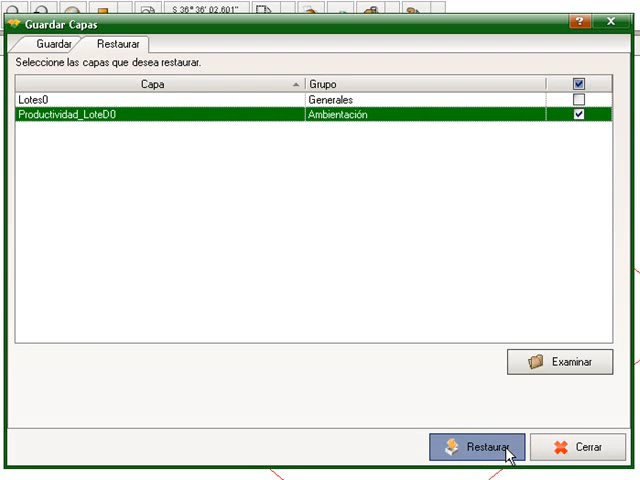 S 36° 36' 02.601"
Guardar Capas
? X
Guardar Restaurar
Seleccione las capas que desea restaurar.
Capa Grupo
Lotes0 Generales
Productividad_LoteD0 Ambientación
Examinar
Restaurar Cerrar